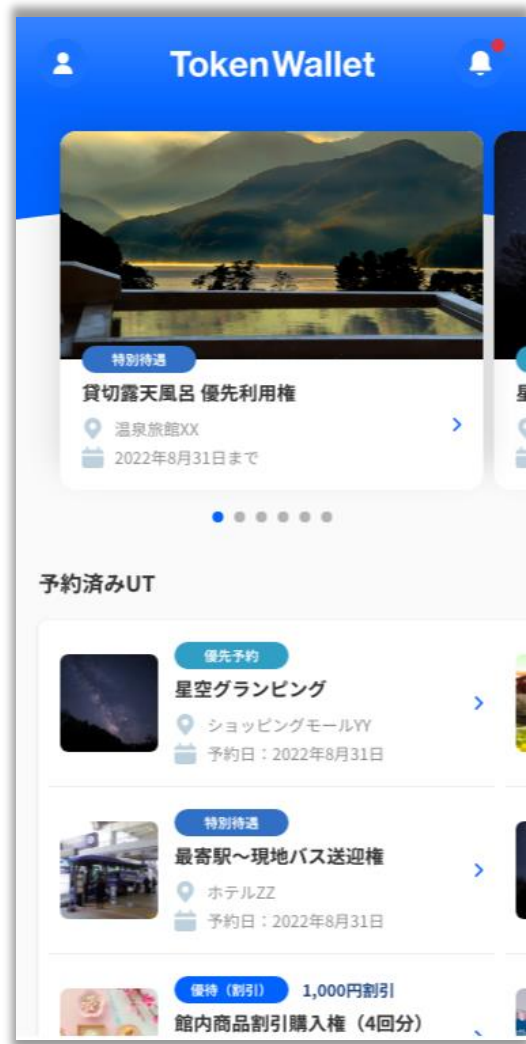 TokenWallet
特別待遇
貸切露天風呂 優先利用権
温泉旅館XX
2022年8月31日まで
予約済みUT
優先予約
星空グランピング
ショッピングモールYY
予約日：2022年8月31日
特別待遇
最寄駅～現地バス送迎権
ホテルZZ
予約日：2022年8月31日
優待（割引） 1,000円割引
館内商品割引購入権（4回分）